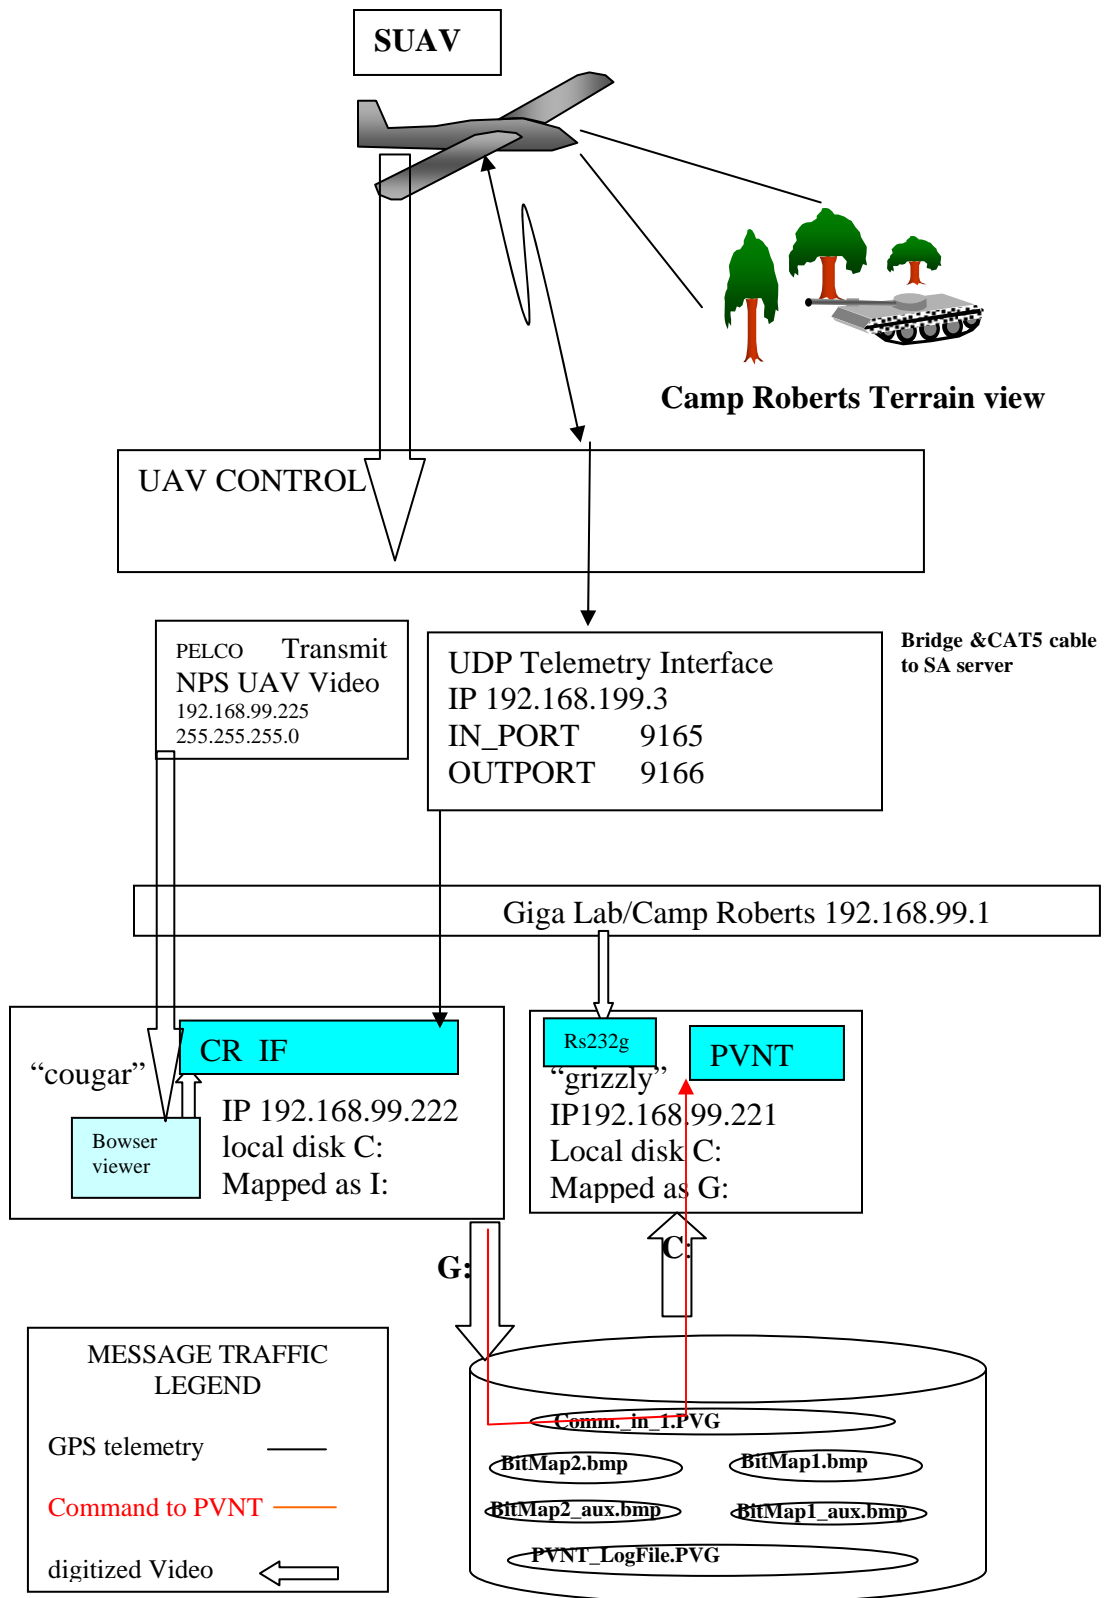 SUAV
Camp Roberts Terrain view
UAV CONTROL
PELCO Transmit
NPS UAV Video
192.168.99.225
255.255.255.0
UDP Telemetry Interface
IP 192.168.199.3
IN_PORT 9165
OUTPORT 9166
Bridge &CAT5 cable
to SA server
Giga Lab/Camp Roberts 192.168.99.1
CR IF
"cougar"
IP 192.168.99.222
local disk C:
Mapped as I:
Bowser
viewer
Rs232g
PVNT
"grizzly"
IP192.168.99.221
Local disk C:
Mapped as G:
G:
C:
MESSAGE TRAFFIC
LEGEND
GPS telemetry
Command to PVNT
digitized Video
Comm._in_1.PVG
BitMap2.bmp
BitMap1.bmp
BitMap2_aux.bmp
BitMap1_aux.bmp
PVNT_LogFile.PVG